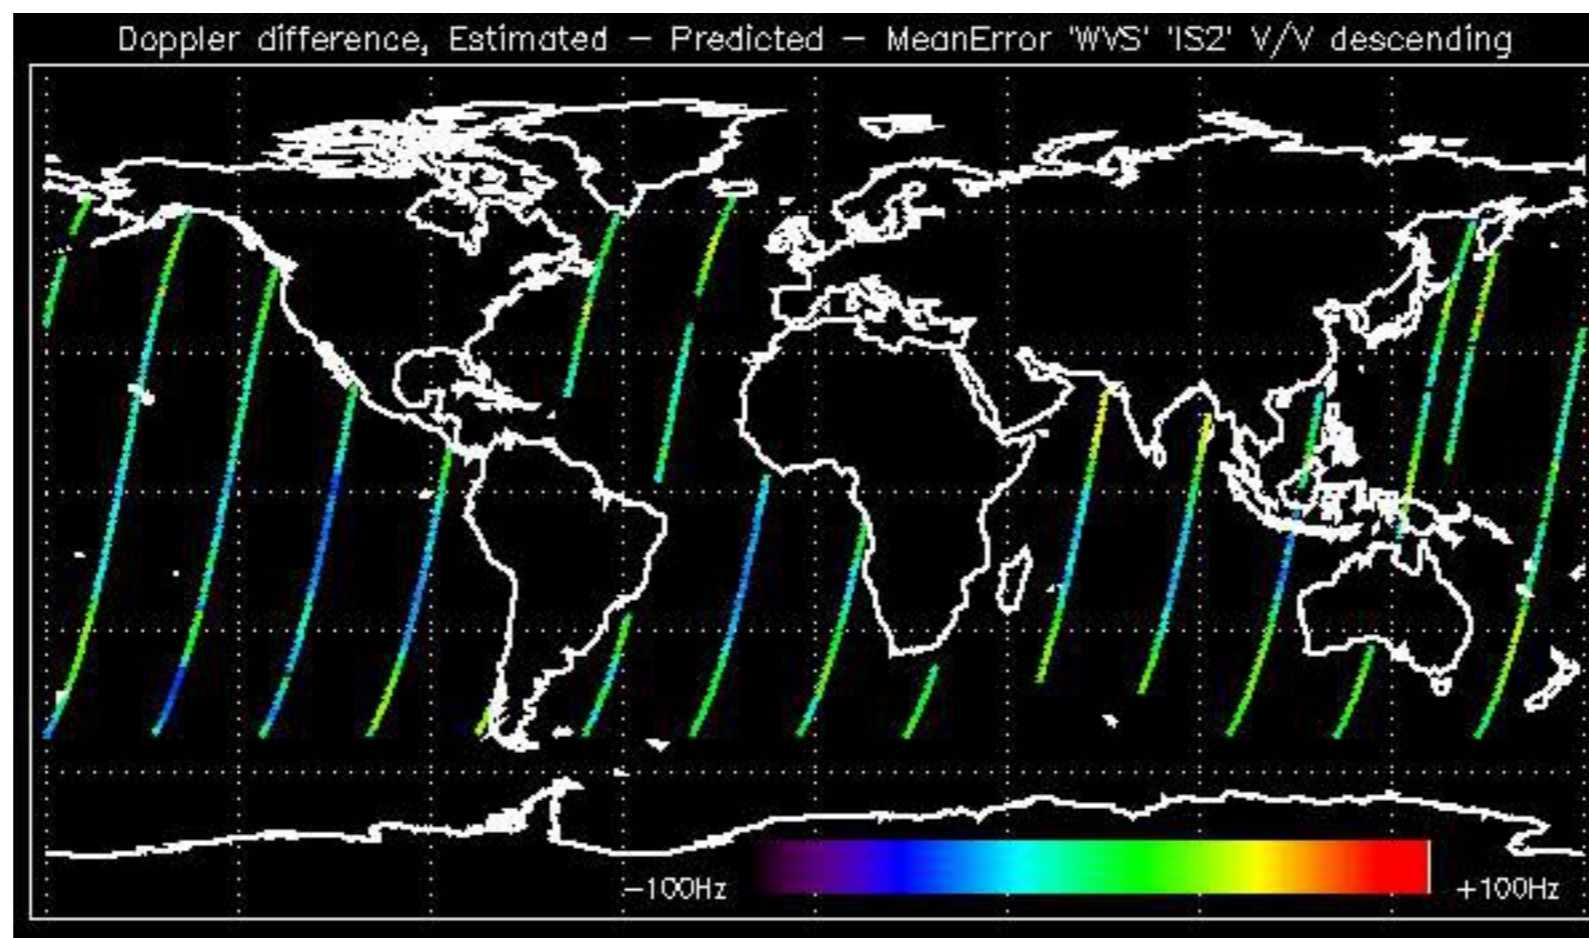 Doppler difference, Estimated – Predicted – MeanError 'WVS' 'IS2' V/V descending
–100Hz
+100Hz